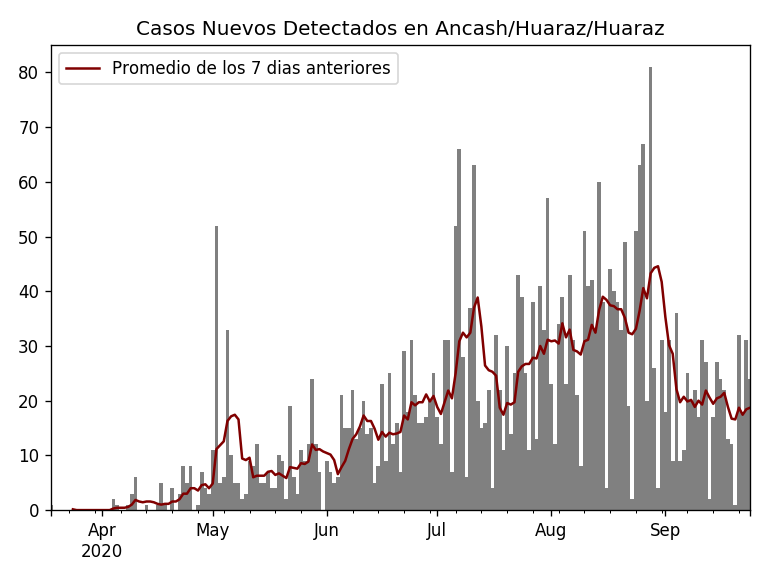 Casos Nuevos Detectados en Ancash/Huaraz/Huaraz
Promedio de los 7 dias anteriores
80
70
60
50
40
30
20
10
0
Apr
2020
May
Jun
Jul
Aug
Sep